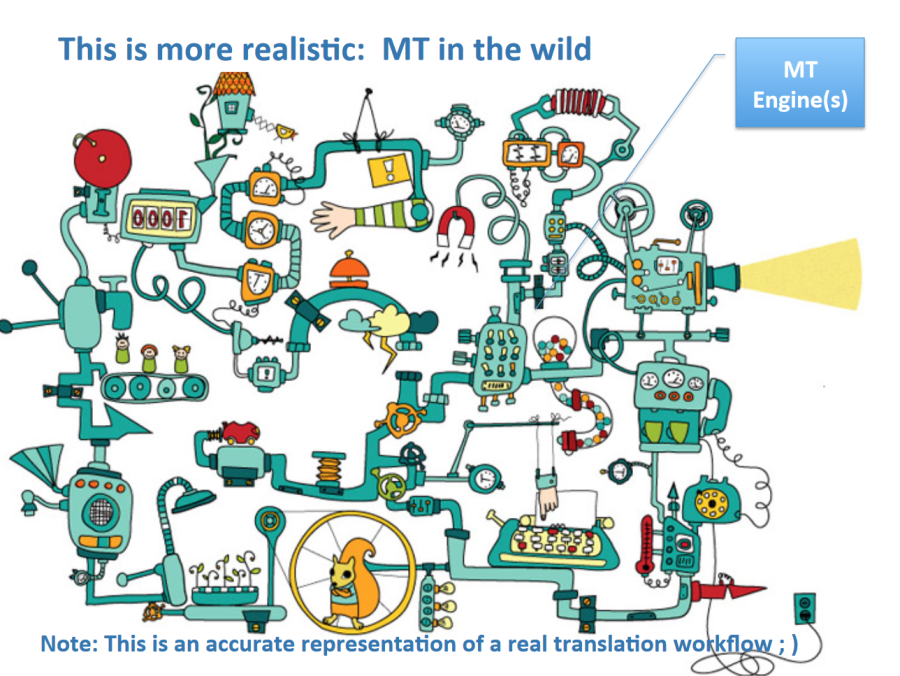 This is more realistic: MT in the wild
MT
Engine(s)
!
0001
Note: This is an accurate representation of a real translation workflow ; )